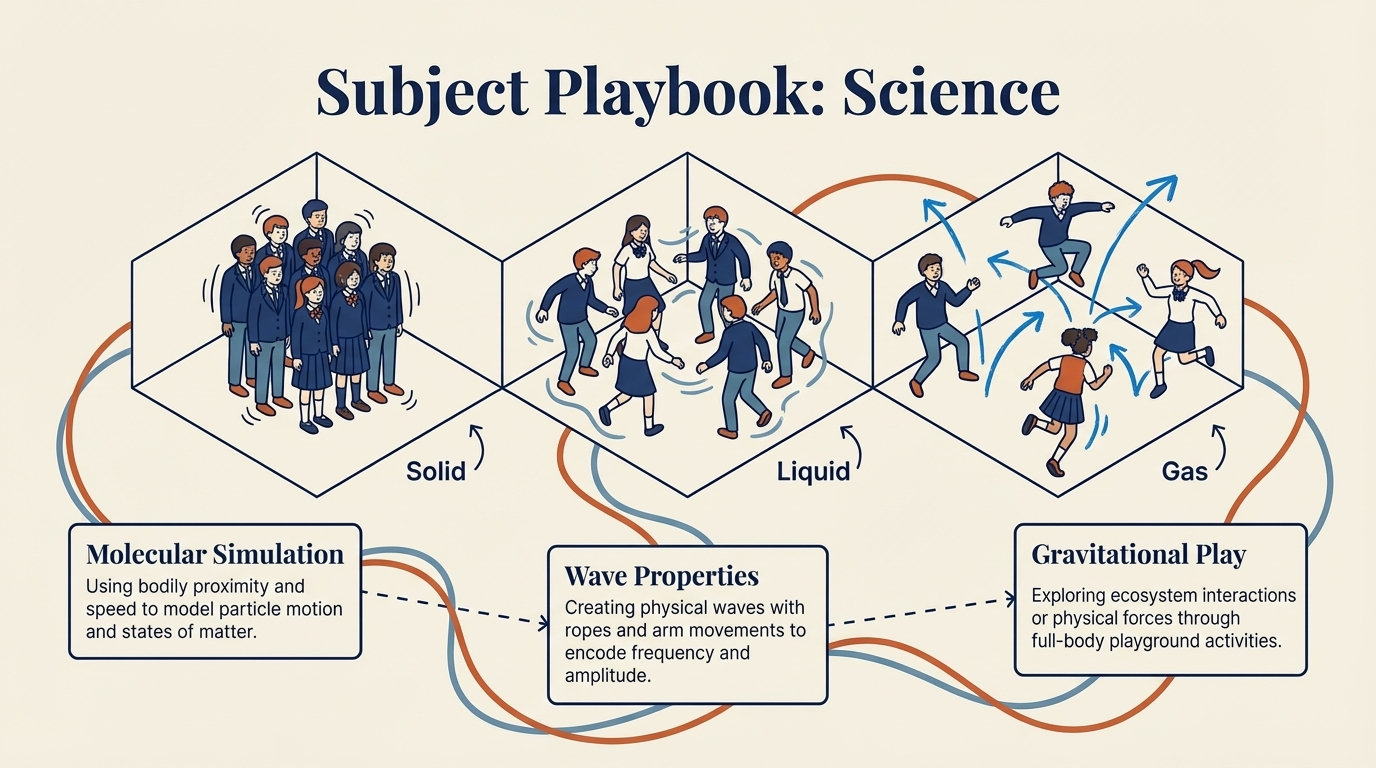 Subject Playbook: Science
Solid
Liquid
Gas
Molecular Simulation
Using bodily proximity and
speed to model particle motion
and states of matter.
Wave Properties
Creating physical waves with
ropes and arm movements to
encode frequency and
amplitude.
Gravitational Play
Exploring ecosystem interactions
or physical forces through
full-body playground activities.